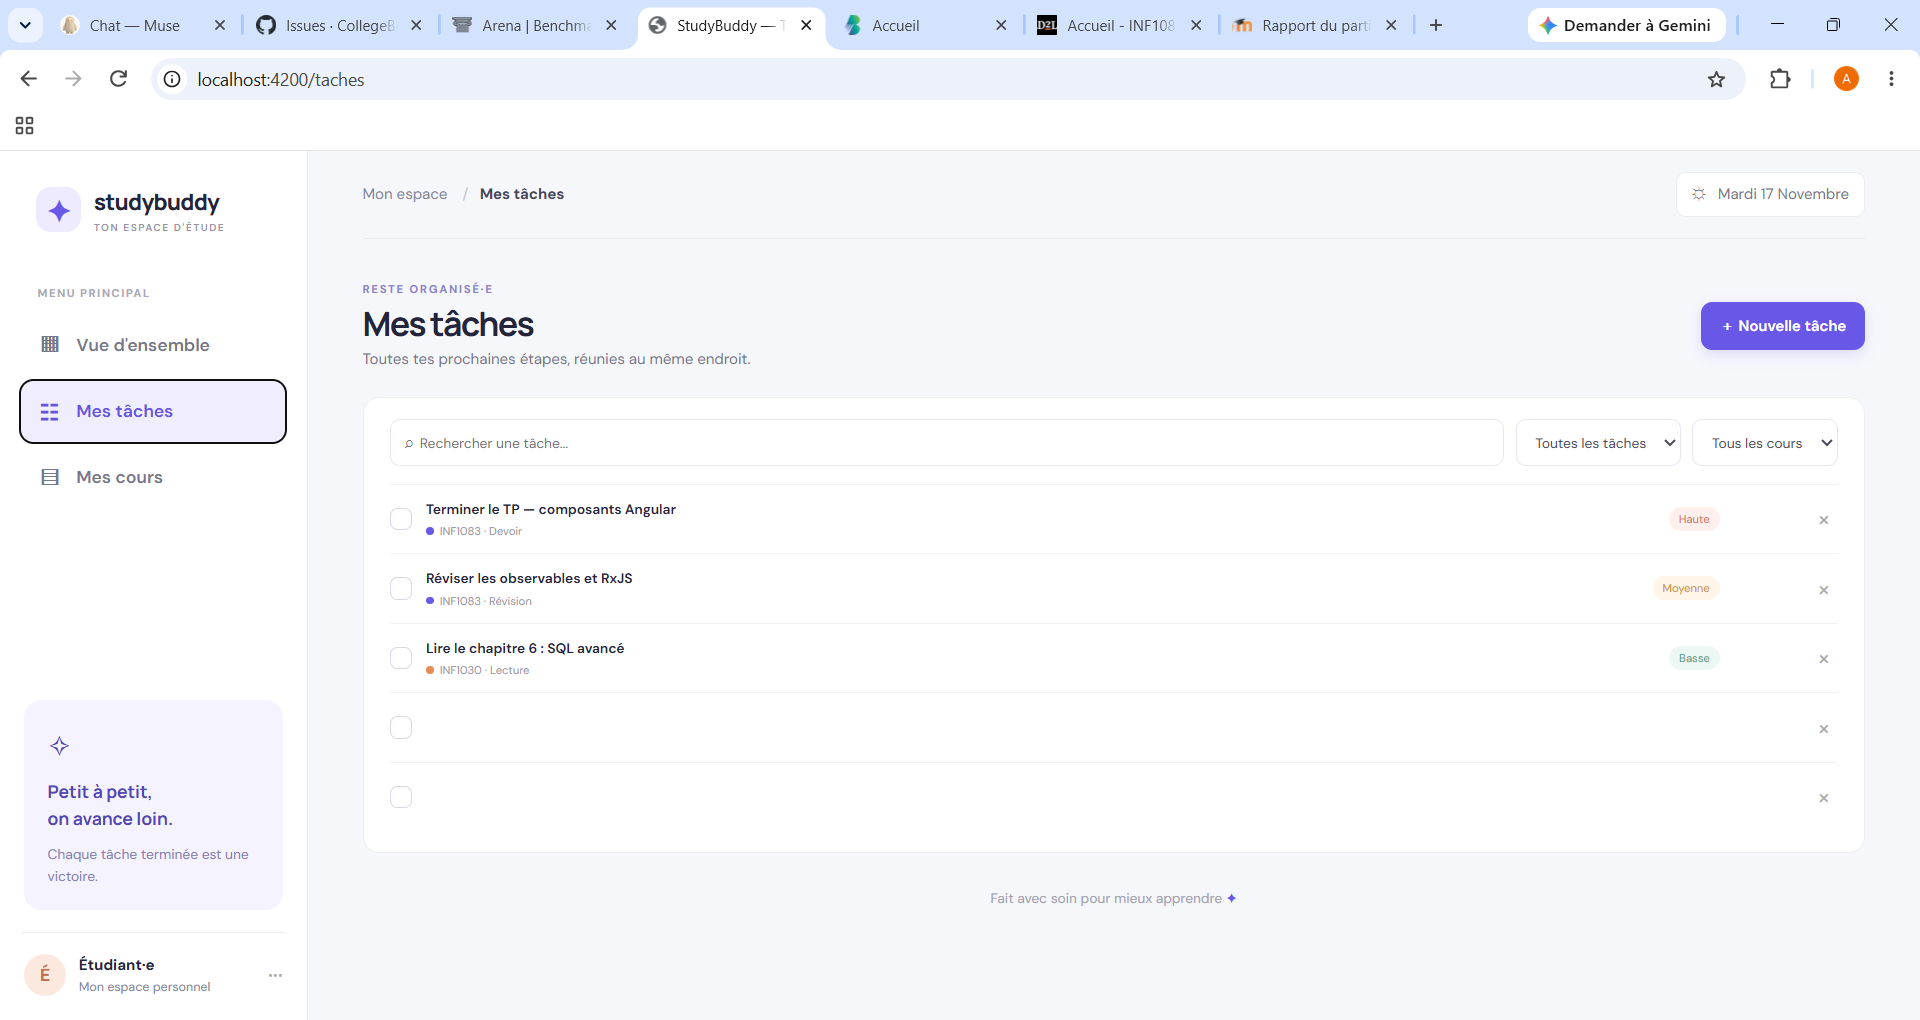 Chat — Muse
Issues · CollegeB
Arena | Benchma
StudyBuddy — T
Accueil
Accueil - INF108
Rapport du parti
Demander à Gemini
localhost:4200/taches
A
studybuddy
TON ESPACE D'ÉTUDE
MENU PRINCIPAL
Vue d'ensemble
Mes tâches
Mes cours
Petit à petit,
on avance loin.
Chaque tâche terminée est une
victoire.
É
Étudiant·e
Mon espace personnel
Mon espace / Mes tâches
Mardi 17 Novembre
RESTE ORGANISÉ·E
Mes tâches
Toutes tes prochaines étapes, réunies au même endroit.
+ Nouvelle tâche
Rechercher une tâche...
Toutes les tâches
Tous les cours
Terminer le TP — composants Angular
INF1083 · Devoir
Haute
Réviser les observables et RxJS
INF1083 · Révision
Moyenne
Lire le chapitre 6 : SQL avancé
INF1030 · Lecture
Basse
Fait avec soin pour mieux apprendre